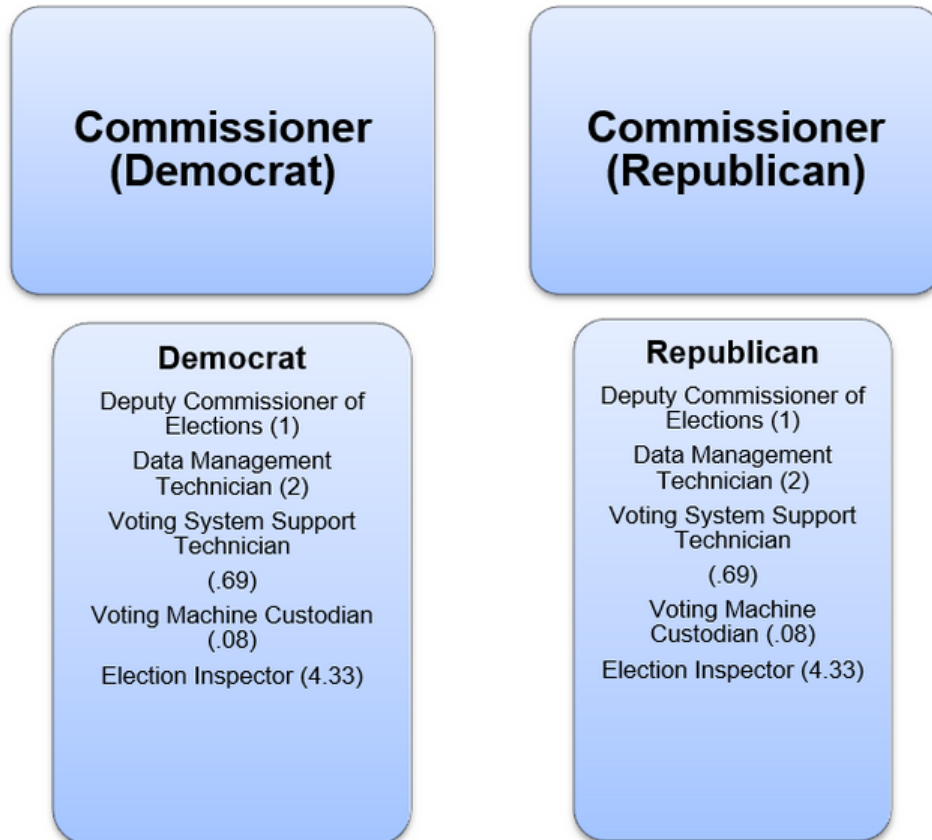 Commissioner
(Democrat)
Commissioner
(Republican)
Democrat
Deputy Commissioner of
Elections (1)
Data Management
Technician (2)
Voting System Support
Technician
(.69)
Voting Machine Custodian
(.08)
Election Inspector (4.33)
Republican
Deputy Commissioner of
Elections (1)
Data Management
Technician (2)
Voting System Support
Technician
(.69)
Voting Machine
Custodian (.08)
Election Inspector (4.33)